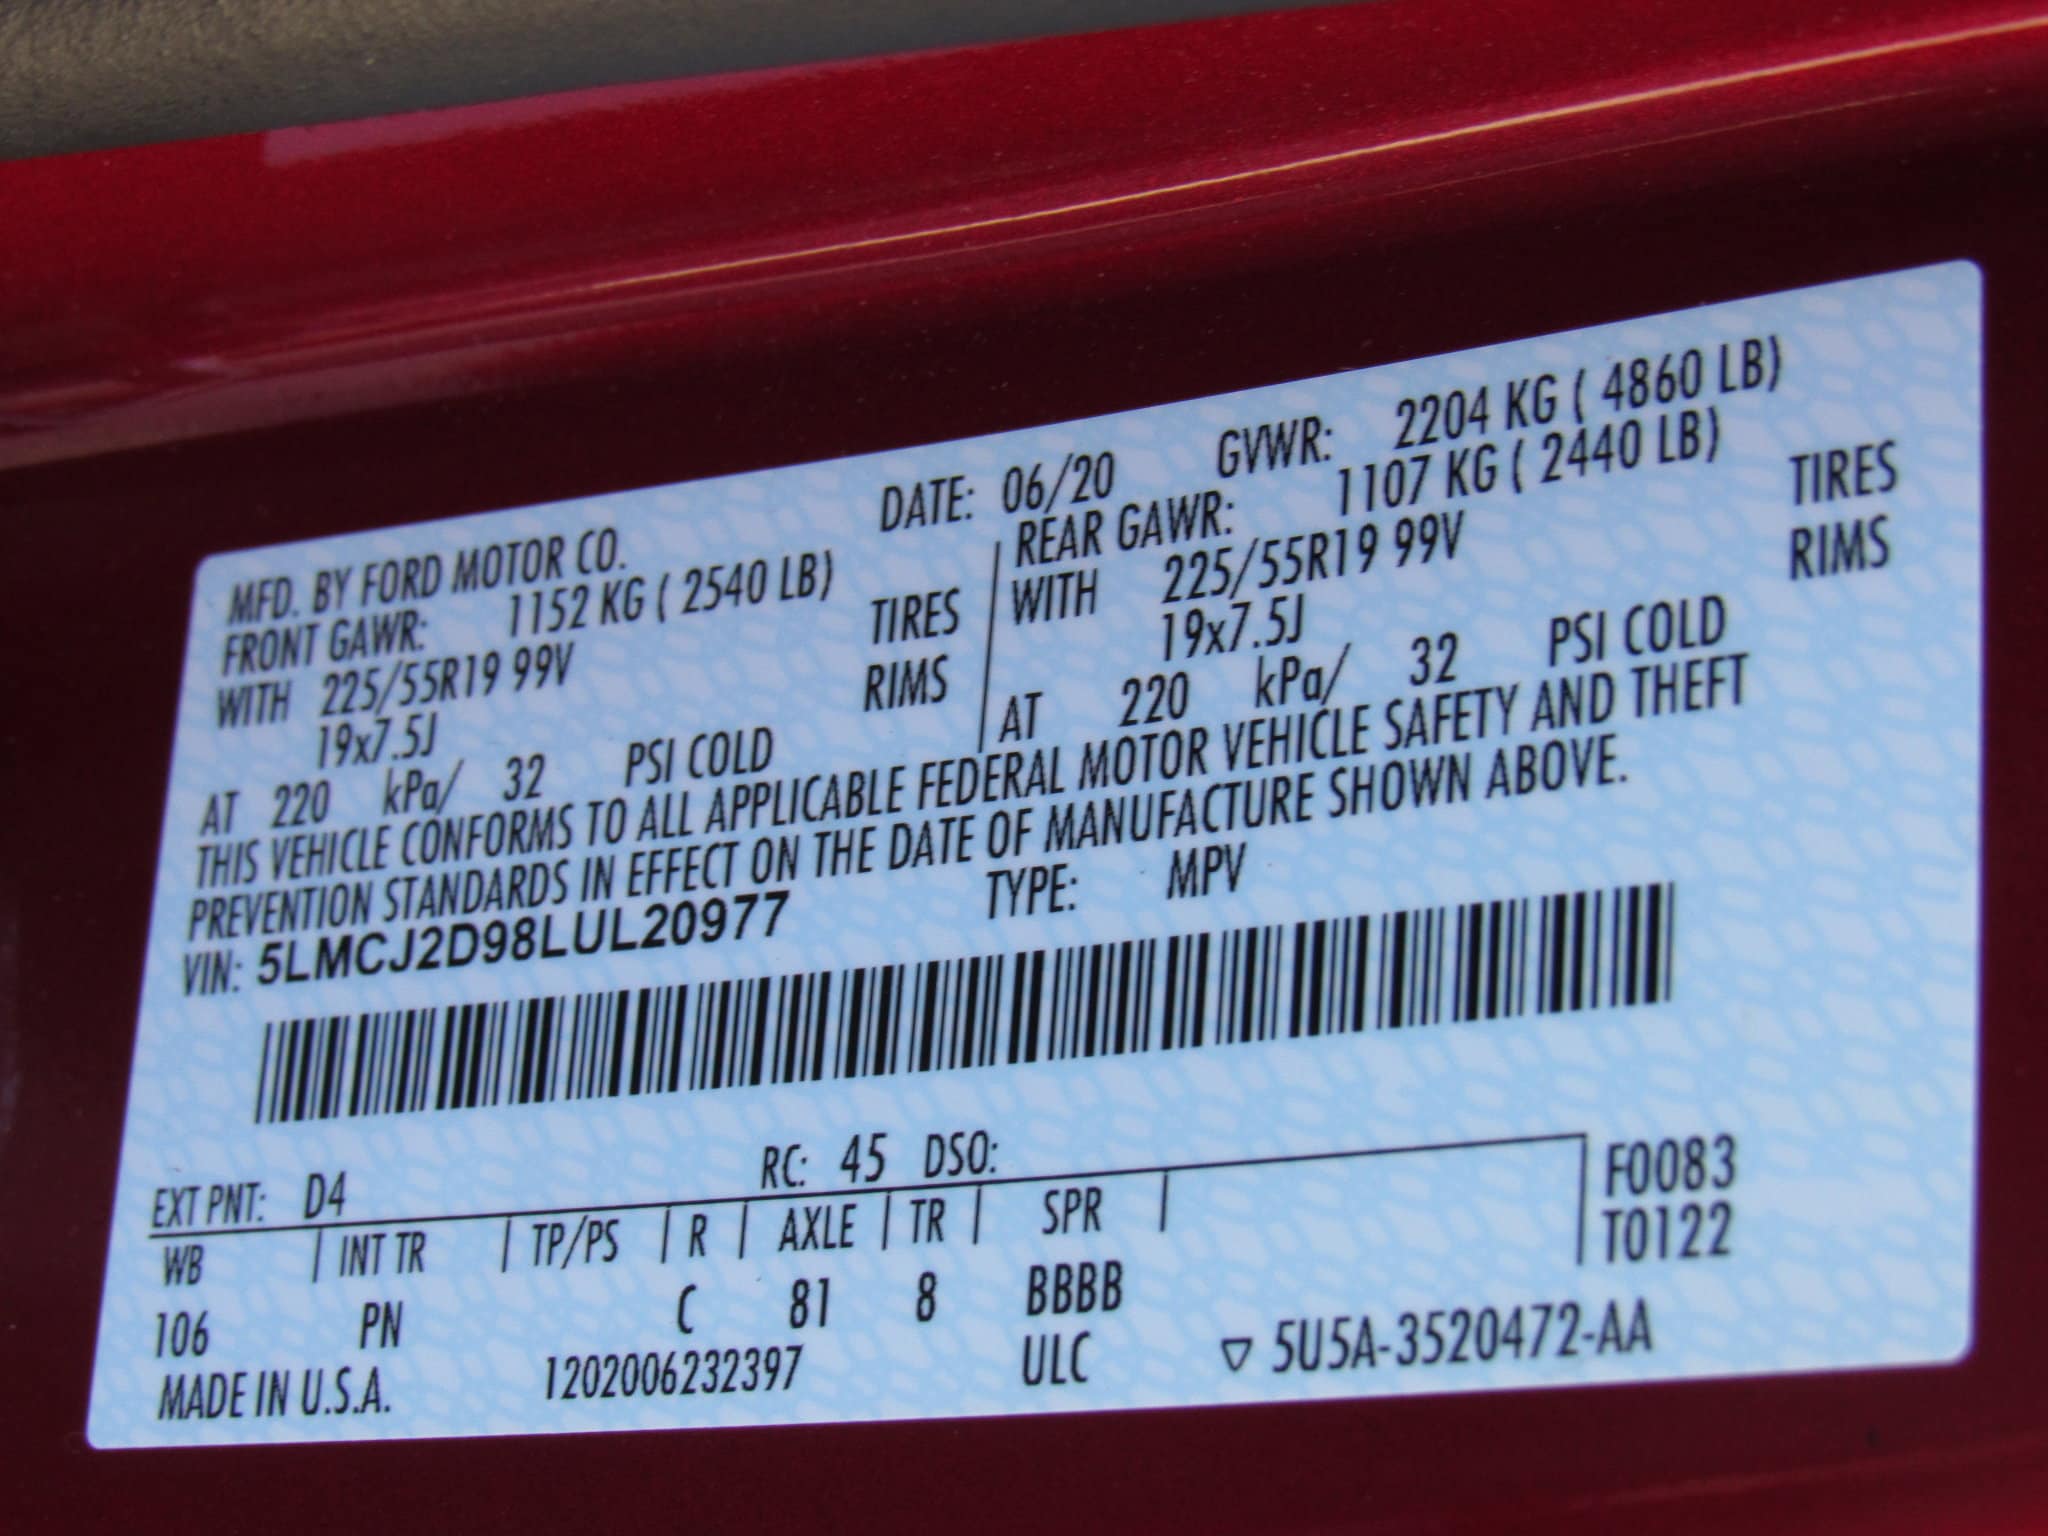 MFD. BY FORD MOTOR CO. DATE: 06/20 GVWR: 2204 KG ( 4860 LB)
FRONT GAWR: 1152 KG ( 2540 LB) REAR GAWR: 1107 KG ( 2440 LB)
WITH 225/55R19 99V TIRES WITH 225/55R19 99V TIRES
19x7.5J RIMS 19x7.5J RIMS
AT 220 kPa/ 32 PSI COLD AT 220 kPa/ 32 PSI COLD
THIS VEHICLE CONFORMS TO ALL APPLICABLE FEDERAL MOTOR VEHICLE SAFETY AND THEFT
PREVENTION STANDARDS IN EFFECT ON THE DATE OF MANUFACTURE SHOWN ABOVE.
VIN: 5LMCJ2D98LUL20977 TYPE: MPV
EXT PNT: D4 RC: 45 DSO: F0083
WB INT TR TP/PS R AXLE TR SPR T0122
106 PN C 81 8 BBBB
MADE IN U.S.A. 1202006232397 ULC ▽ 5U5A-3520472-AA